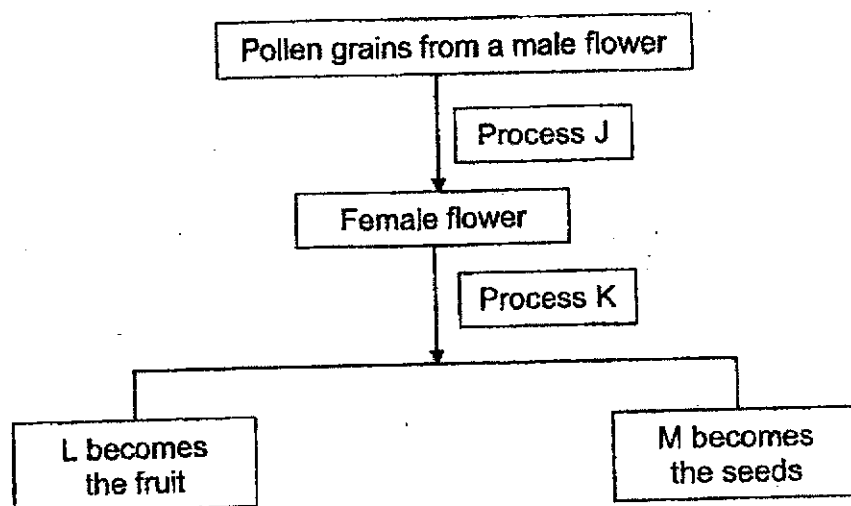 Pollen grains from a male flower
Process J
Female flower
Process K
L becomes
the fruit
M becomes
the seeds